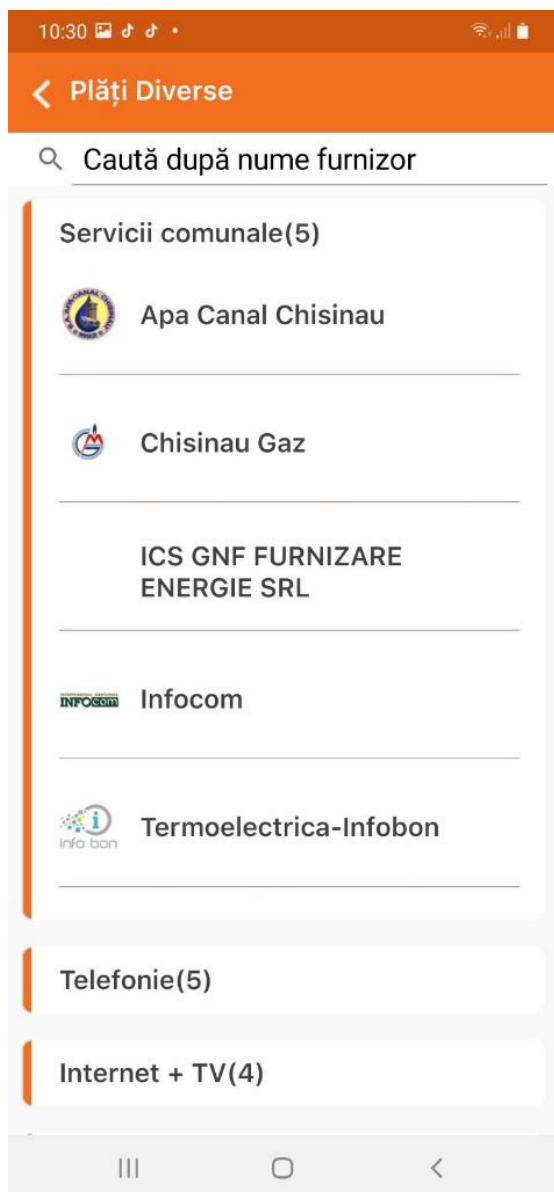 10:30
Plăți Diverse
Caută după nume furnizor
Servicii comunale(5)
Apa Canal Chisinau
Chisinau Gaz
ICS GNF FURNIZARE
ENERGIE SRL
INFOcom
Infocom
info bon
Termoelectrica-Infobon
Telefonie(5)
Internet + TV(4)